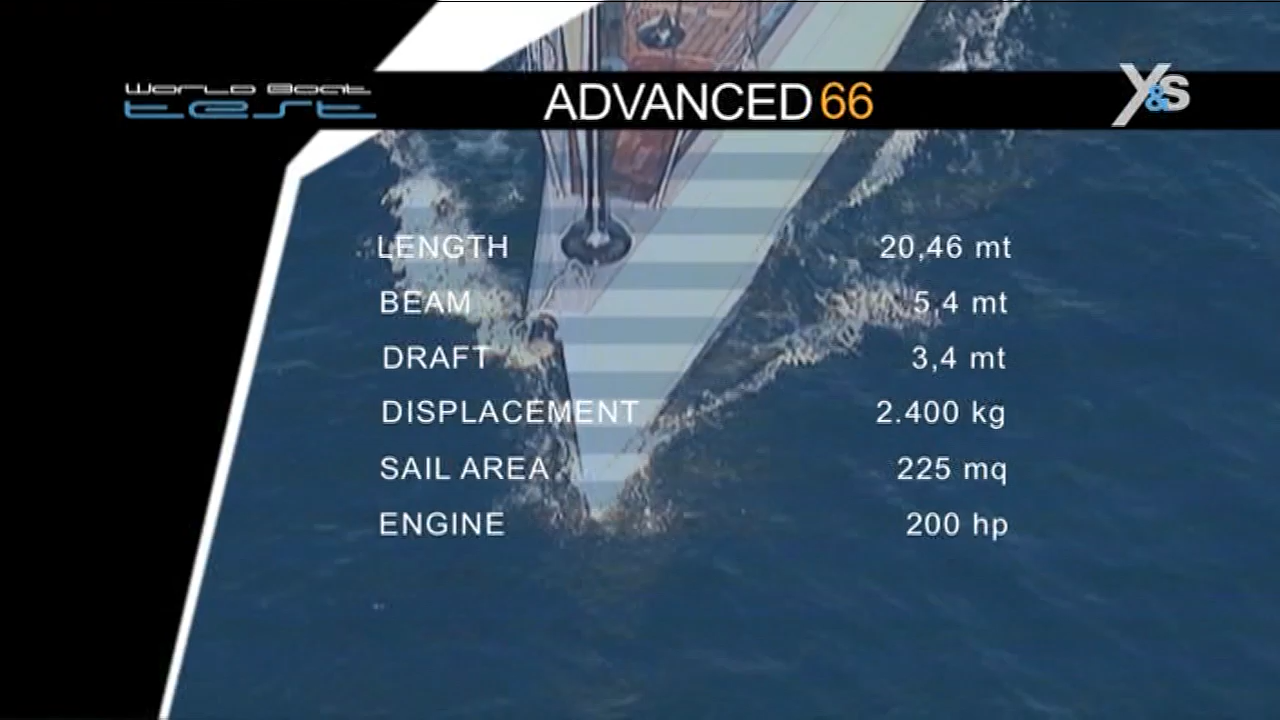 World Boat test
ADVANCED 66
Y&S
LENGTH 20,46 mt
BEAM 5,4 mt
DRAFT 3,4 mt
DISPLACEMENT 2.400 kg
SAIL AREA 225 mq
ENGINE 200 hp